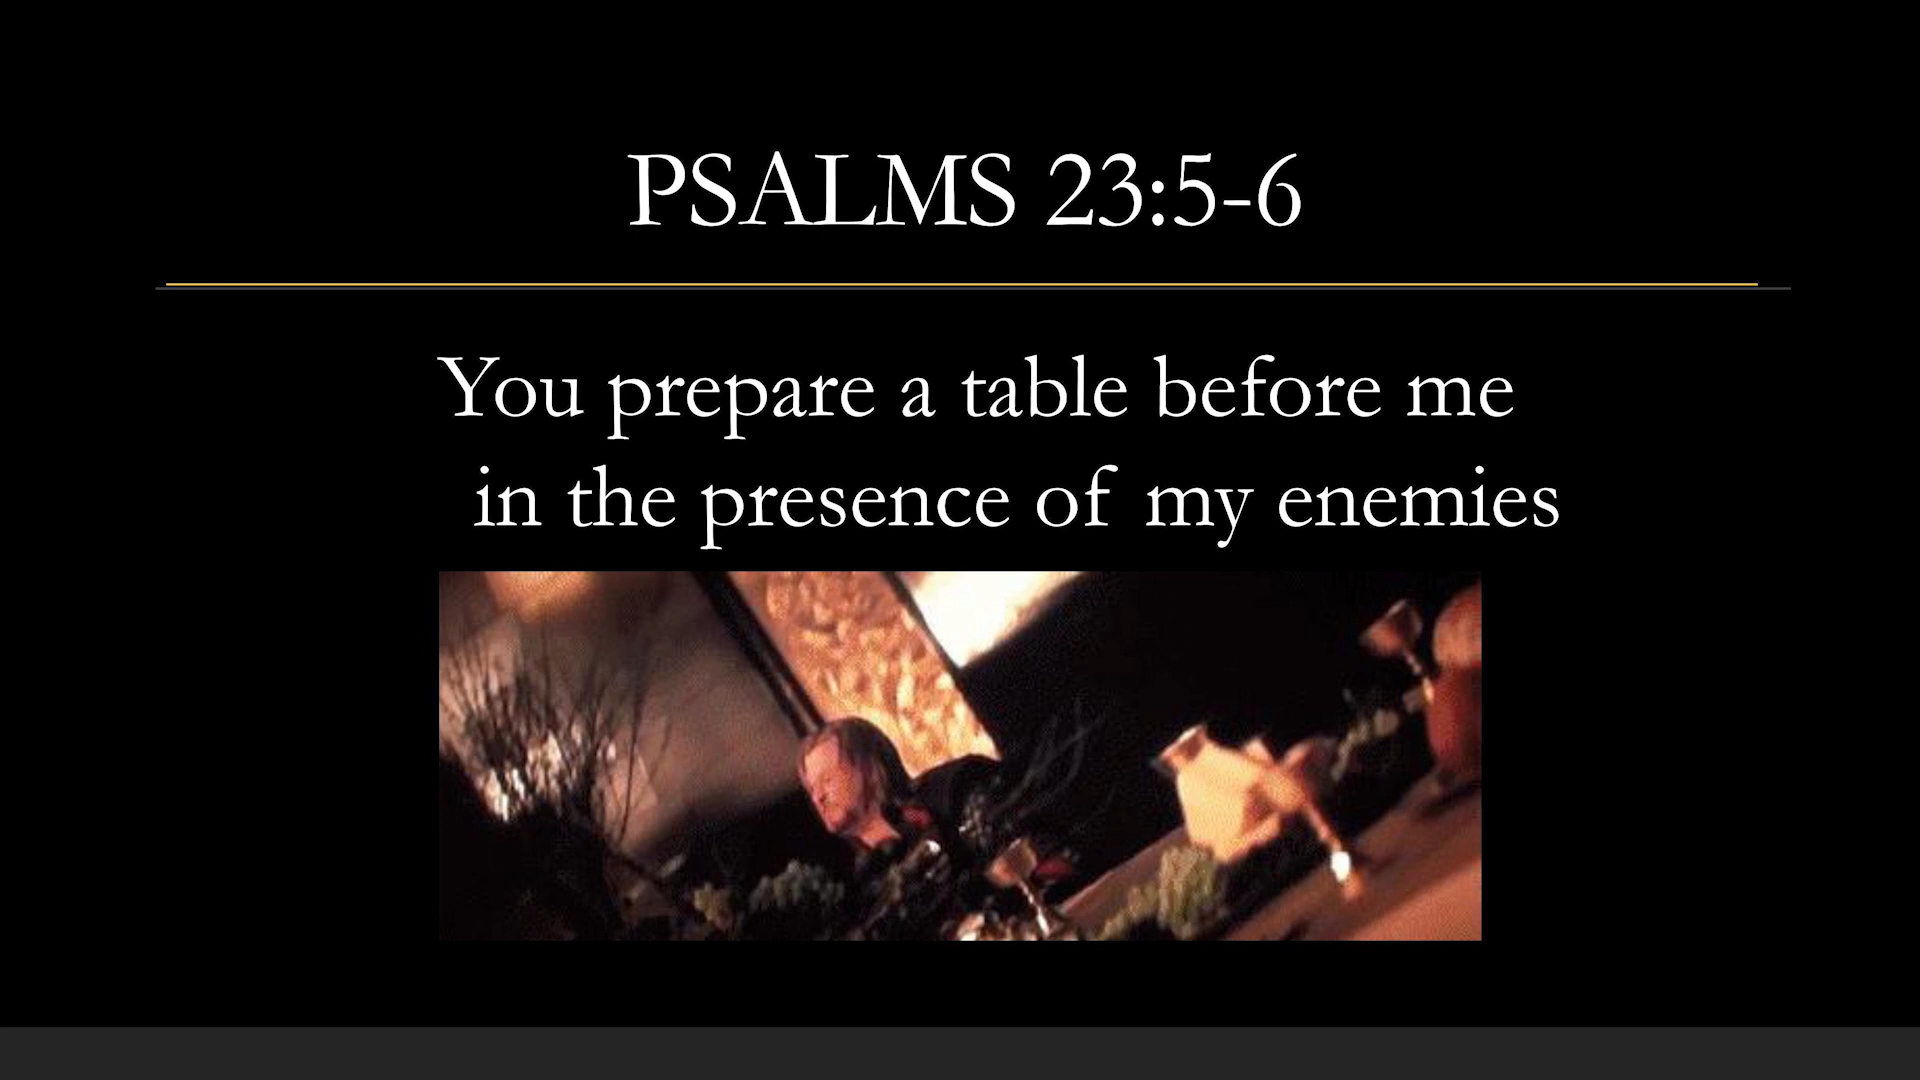 PSALMS 23:5-6
You prepare a table before me
in the presence of my enemies